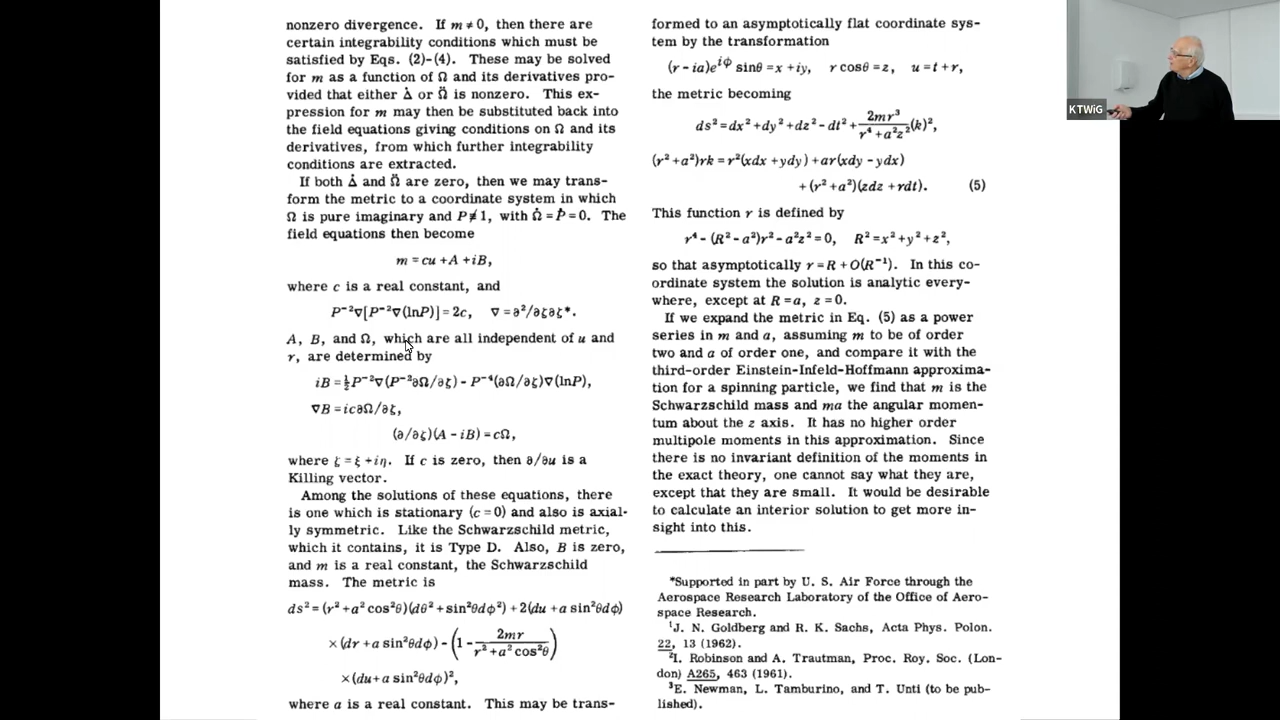 nonzero divergence. If m ≠ 0, then there are
certain integrability conditions which must be
satisfied by Eqs. (2)-(4). These may be solved
for m as a function of Ω and its derivatives pro-
vided that either Δ̇ or Ω̈ is nonzero. This ex-
pression for m may then be substituted back into
the field equations giving conditions on Ω and its
derivatives, from which further integrability
conditions are extracted.
If both Δ̇ and Ω̈ are zero, then we may trans-
form the metric to a coordinate system in which
Ω is pure imaginary and P≢1, with Ω̇ = Ṗ = 0. The
field equations then become
m = cu + A + iB,
where c is a real constant, and
P⁻²∇[P⁻²∇(lnP)] = 2c, ∇ = ∂²/∂ζ∂ζ*.
A, B, and Ω, which are all independent of u and
r, are determined by
iB = ½P⁻²∇(P⁻²∂Ω/∂ζ) - P⁻⁴(∂Ω/∂ζ)∇(lnP),
∇B = ic∂Ω/∂ζ,
(∂/∂ζ)(A - iB) = cΩ,
where ζ = ξ + iη. If c is zero, then ∂/∂u is a
Killing vector.
Among the solutions of these equations, there
is one which is stationary (c = 0) and also is axial-
ly symmetric. Like the Schwarzschild metric,
which it contains, it is Type D. Also, B is zero,
and m is a real constant, the Schwarzschild
mass. The metric is
ds² = (r² + a² cos²θ)(dθ² + sin²θdφ²) + 2(du + a sin²θdφ)
×(dr + a sin²θdφ) - (1 - 2mr/(r² + a² cos²θ))
×(du + a sin²θdφ)²,
where a is a real constant. This may be trans-
formed to an asymptotically flat coordinate sys-
tem by the transformation
(r - ia)e^{iφ} sinθ = x + iy, r cosθ = z, u = t + r,
the metric becoming
ds² = dx² + dy² + dz² - dt² + 2mr³/(r⁴ + a²z²)(k)²,
(r² + a²)rk = r²(xdx + ydy) + ar(xdy - ydx)
+ (r² + a²)(zdz + rdt). (5)
This function r is defined by
r⁴ - (R² - a²)r² - a²z² = 0, R² = x² + y² + z²,
so that asymptotically r = R + O(R⁻¹). In this co-
ordinate system the solution is analytic every-
where, except at R = a, z = 0.
If we expand the metric in Eq. (5) as a power
series in m and a, assuming m to be of order
two and a of order one, and compare it with the
third-order Einstein-Infeld-Hoffmann approxima-
tion for a spinning particle, we find that m is the
Schwarzschild mass and ma the angular momen-
tum about the z axis. It has no higher order
multipole moments in this approximation. Since
there is no invariant definition of the moments in
the exact theory, one cannot say what they are,
except that they are small. It would be desirable
to calculate an interior solution to get more in-
sight into this.
*Supported in part by U. S. Air Force through the
Aerospace Research Laboratory of the Office of Aero-
space Research.
¹J. N. Goldberg and R. K. Sachs, Acta Phys. Polon.
22, 13 (1962).
²I. Robinson and A. Trautman, Proc. Roy. Soc. (Lon-
don) A265, 463 (1961).
³E. Newman, L. Tamburino, and T. Unti (to be pub-
lished).
KTWiG